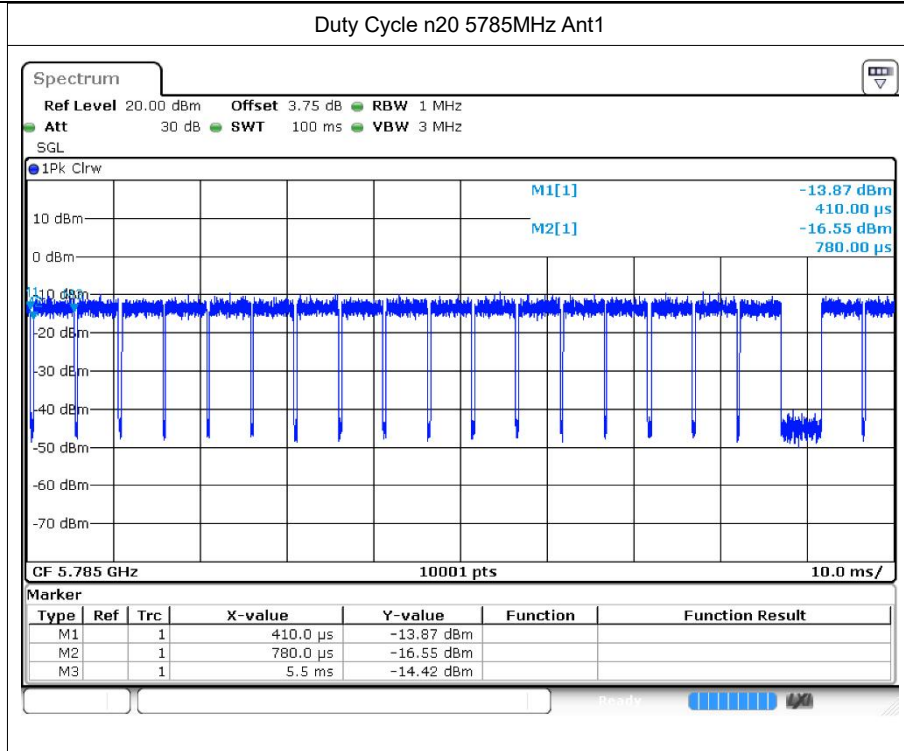 Duty Cycle n20 5785MHz Ant1
Spectrum
Ref Level 20.00 dBm Offset 3.75 dB RBW 1 MHz
Att 30 dB SWT 100 ms VBW 3 MHz
SGL
1Pk Clrw
M1[1] -13.87 dBm
410.00 µs
10 dBm
M2[1] -16.55 dBm
780.00 µs
0 dBm
-10 dBm
-20 dBm
-30 dBm
-40 dBm
-50 dBm
-60 dBm
-70 dBm
CF 5.785 GHz 10001 pts 10.0 ms/
Marker
Type Ref Trc X-value Y-value Function Function Result
M1 1 410.0 µs -13.87 dBm
M2 1 780.0 µs -16.55 dBm
M3 1 5.5 ms -14.42 dBm
Ready LXI